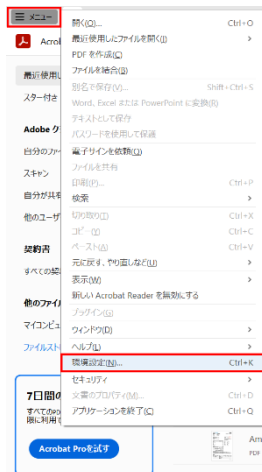 メニュー
開く(O)... Ctrl+O
最近使用したファイルを開く(J) >
PDF を作成(C)
ファイルを結合(B)
別名で保存(V)... Shift+Ctrl+S
Word、Excel または PowerPoint に変換(R)
テキストとして保存
パスワードを使用して保護
電子サインを依頼(Q)
ファイルを共有
印刷(P)... Ctrl+P
検索 >
切り取り(T) Ctrl+X
コピー(Y) Ctrl+C
ペースト(A) Ctrl+V
元に戻す、やり直しなど(U) >
表示(W) >
新しい Acrobat Reader を無効にする
プラグイン(G)
ウィンドウ(D) >
ヘルプ(L) >
環境設定(N)... Ctrl+K
セキュリティ >
文書のプロパティ(M)... Ctrl+D
アプリケーションを終了(C) Ctrl+Q
Acrol
最近使用し
スター付き
Adobe ク
自分のファ
スキャン
自分が共有
他のユーザ
契約書
すべての契
他のファイル
マイコンピュ
ファイルスト
7日間の
すべての
限に利用
Acrobat Proを試す
Am
PDF